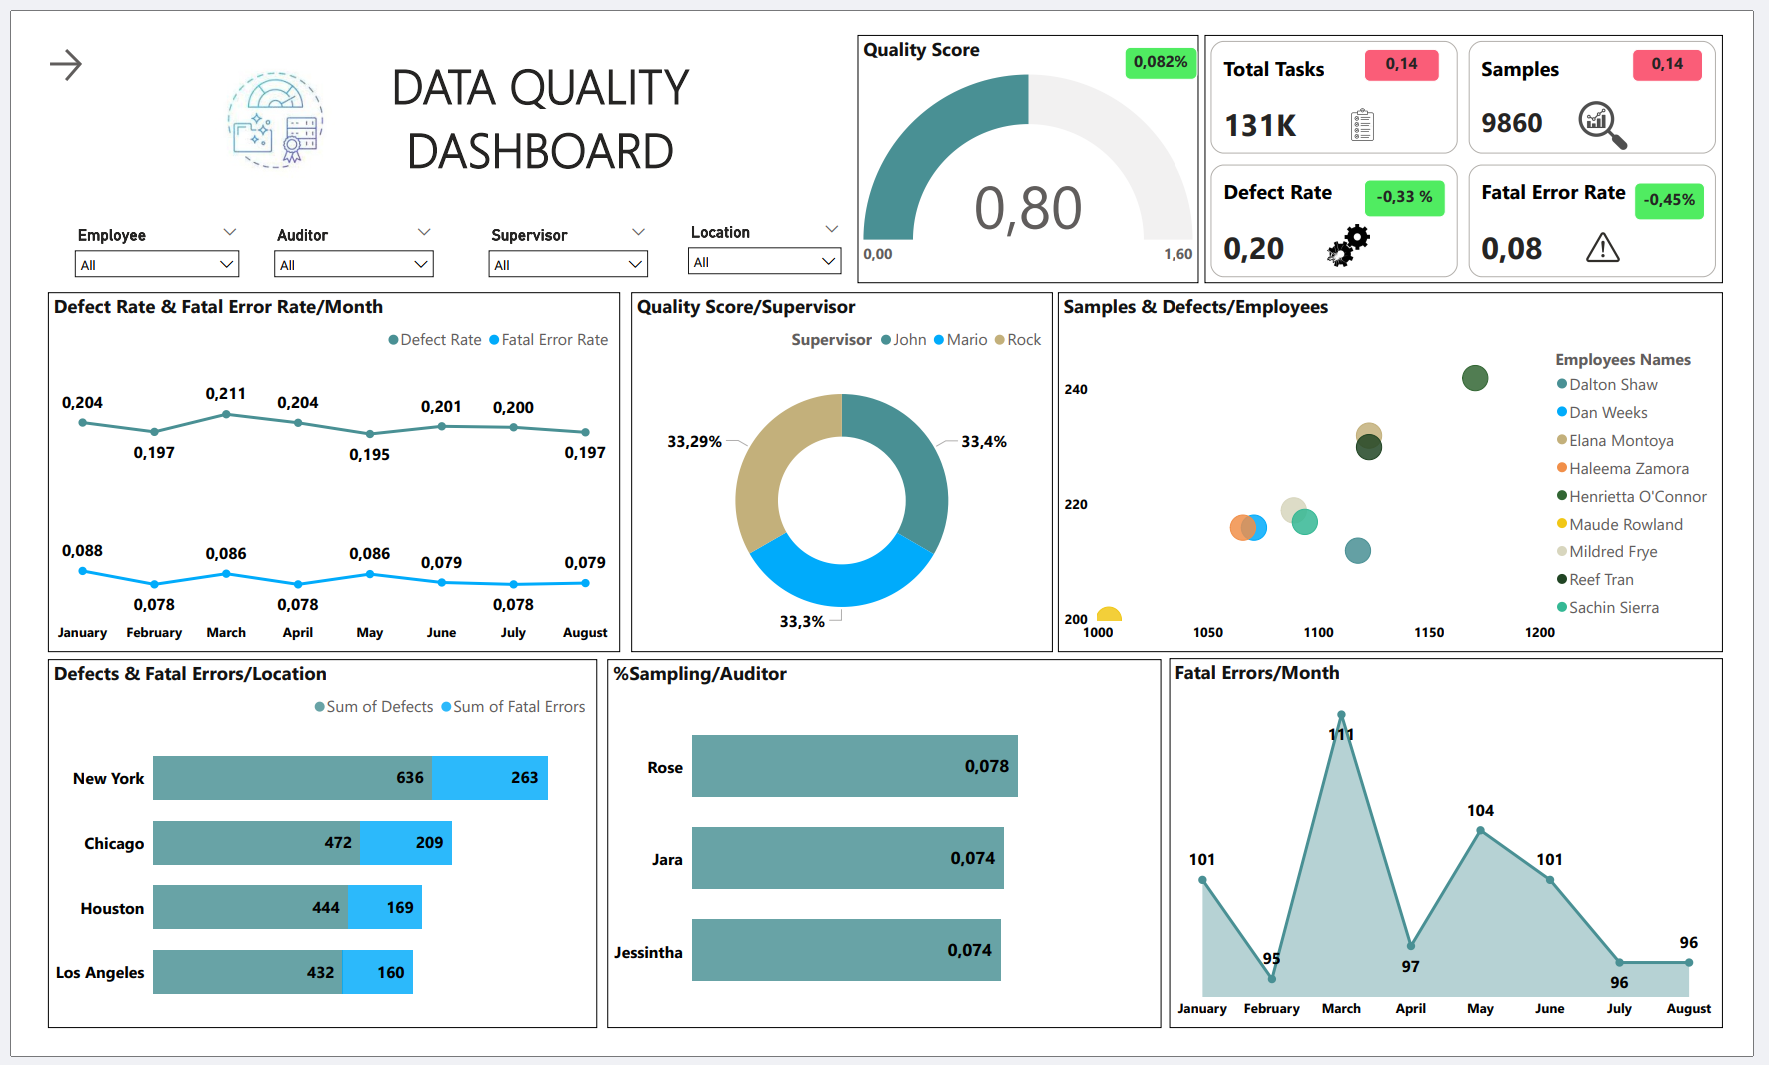 DATA QUALITY
DASHBOARD
Employee
All
Auditor
All
Supervisor
All
Location
All
Quality Score
0,082%
0,80
0,00
1,60
Total Tasks
0,14
131K
Samples
0,14
9860
Defect Rate
-0,33 %
0,20
Fatal Error Rate
-0,45%
0,08
Defect Rate & Fatal Error Rate/Month
Defect Rate Fatal Error Rate
0,204
0,197
0,211
0,204
0,195
0,201
0,200
0,197
0,088
0,078
0,086
0,078
0,086
0,079
0,078
0,079
January February March April May June July August
Quality Score/Supervisor
Supervisor John Mario Rock
33,29%
33,4%
33,3%
Samples & Defects/Employees
240
220
200
1000 1050 1100 1150 1200
Employees Names
Dalton Shaw
Dan Weeks
Elana Montoya
Haleema Zamora
Henrietta O'Connor
Maude Rowland
Mildred Frye
Reef Tran
Sachin Sierra
Defects & Fatal Errors/Location
Sum of Defects Sum of Fatal Errors
New York 636 263
Chicago 472 209
Houston 444 169
Los Angeles 432 160
%Sampling/Auditor
Rose 0,078
Jara 0,074
Jessintha 0,074
Fatal Errors/Month
101
95
111
97
104
101
96
96
January February March April May June July August